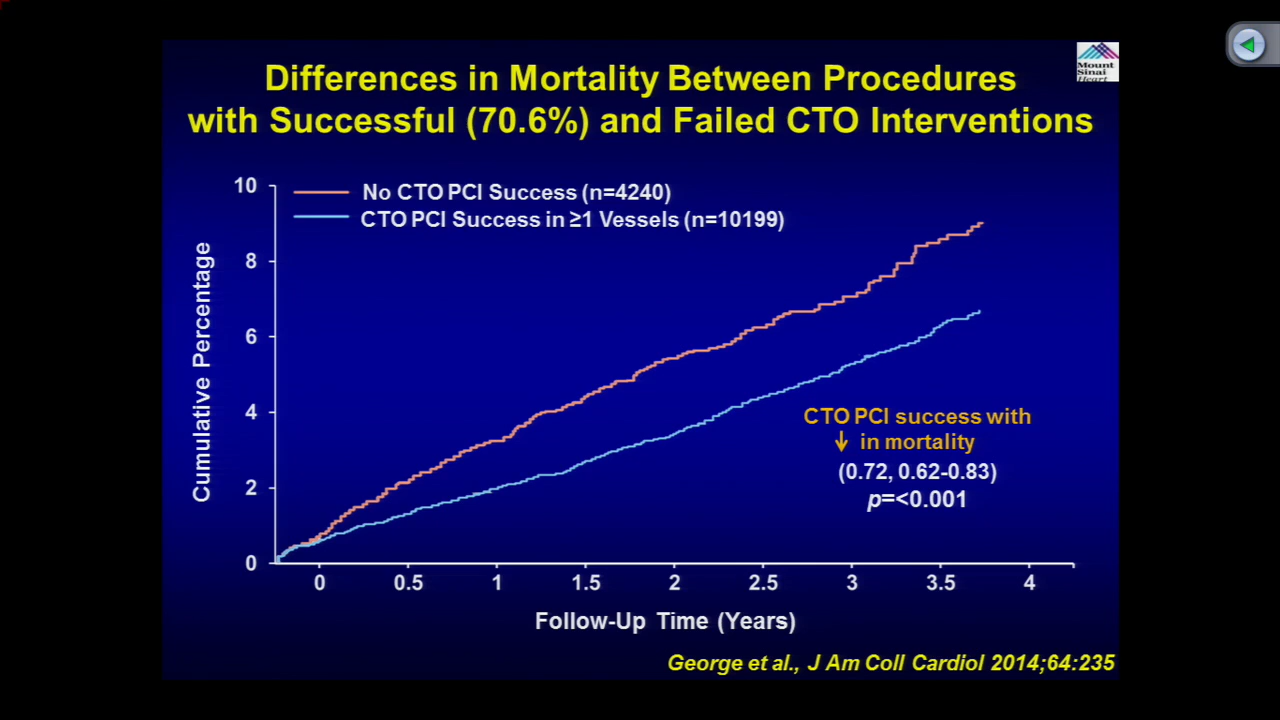 Mount
Sinai
Heart
Differences in Mortality Between Procedures
with Successful (70.6%) and Failed CTO Interventions
No CTO PCI Success (n=4240)
CTO PCI Success in ≥1 Vessels (n=10199)
Cumulative Percentage
10
8
6
4
2
0
CTO PCI success with
↓ in mortality
(0.72, 0.62-0.83)
p=<0.001
0 0.5 1 1.5 2 2.5 3 3.5 4
Follow-Up Time (Years)
George et al., J Am Coll Cardiol 2014;64:235